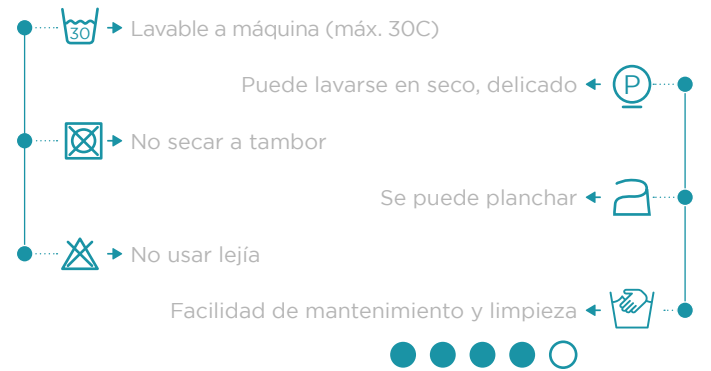 30
Lavable a máquina (máx. 30C)
Puede lavarse en seco, delicado
P
No secar a tambor
Se puede planchar
No usar lejía
Facilidad de mantenimiento y limpieza